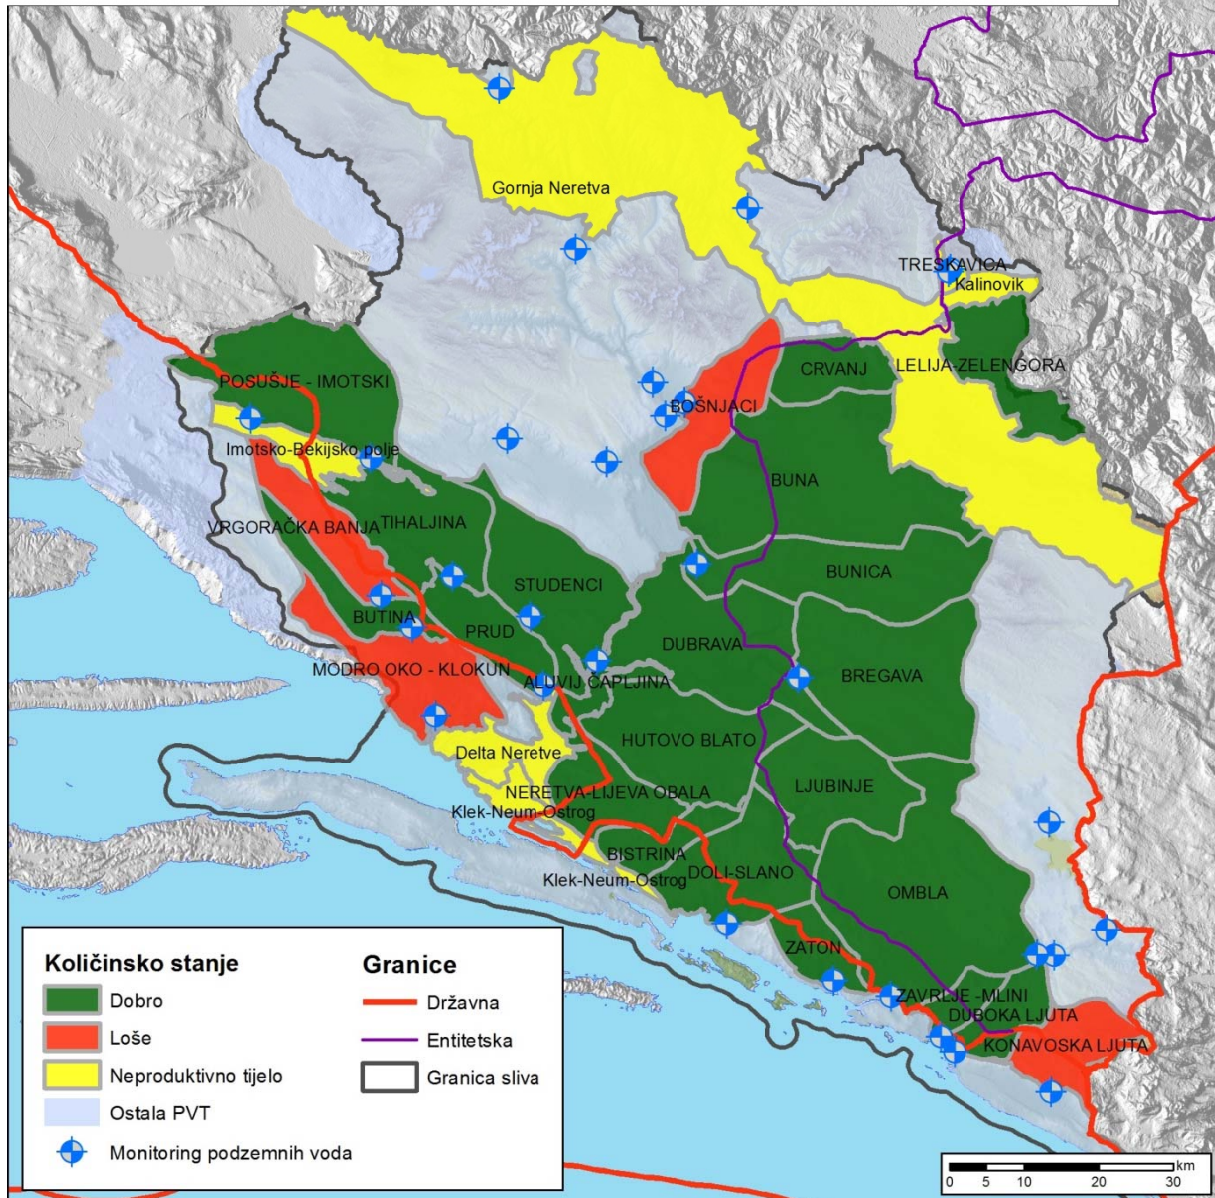 Gornja Neretva
TRESKAVICA
Kalinovik
CRVANJ
LELIJA-ZELENGORA
POSUŠJE - IMOTSKI
BOŠNJACI
Imotsko-Bekijsko polje
BUNA
VRGORAČKA BANJA
TIHALJINA
BUNICA
STUDENCI
BUTINA
PRUD
DUBRAVA
MODRO OKO - KLOKUN
ALUVIJ ČAPLJINA
BREGAVA
HUTOVO BLATO
Delta Neretve
LJUBINJE
NERETVA-LIJEVA OBALA
Klek-Neum-Ostrog
BISTRINA
DOLI-SLANO
Klek-Neum-Ostrog
OMBLA
ZATON
ZAVRLJE -MLINI
DUBOKA LJUTA
KONAVOSKA LJUTA
Količinsko stanje
Dobro
Loše
Neproduktivno tijelo
Ostala PVT
Monitoring podzemnih voda
Granice
Državna
Entitetska
Granica sliva
km
0 5 10 20 30